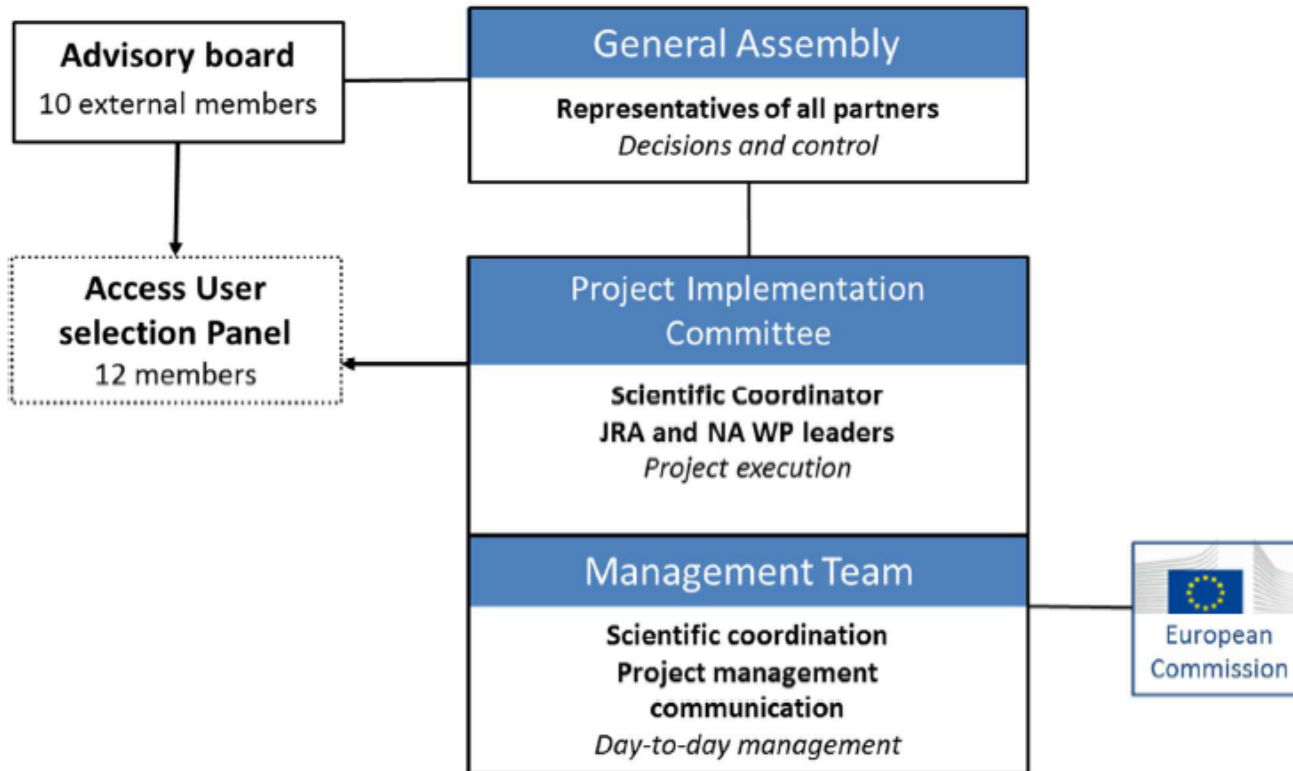 Advisory board
10 external members
General Assembly
Representatives of all partners
Decisions and control
Access User
selection Panel
12 members
Project Implementation
Committee
Scientific Coordinator
JRA and NA WP leaders
Project execution
Management Team
Scientific coordination
Project management
communication
Day-to-day management
European
Commission